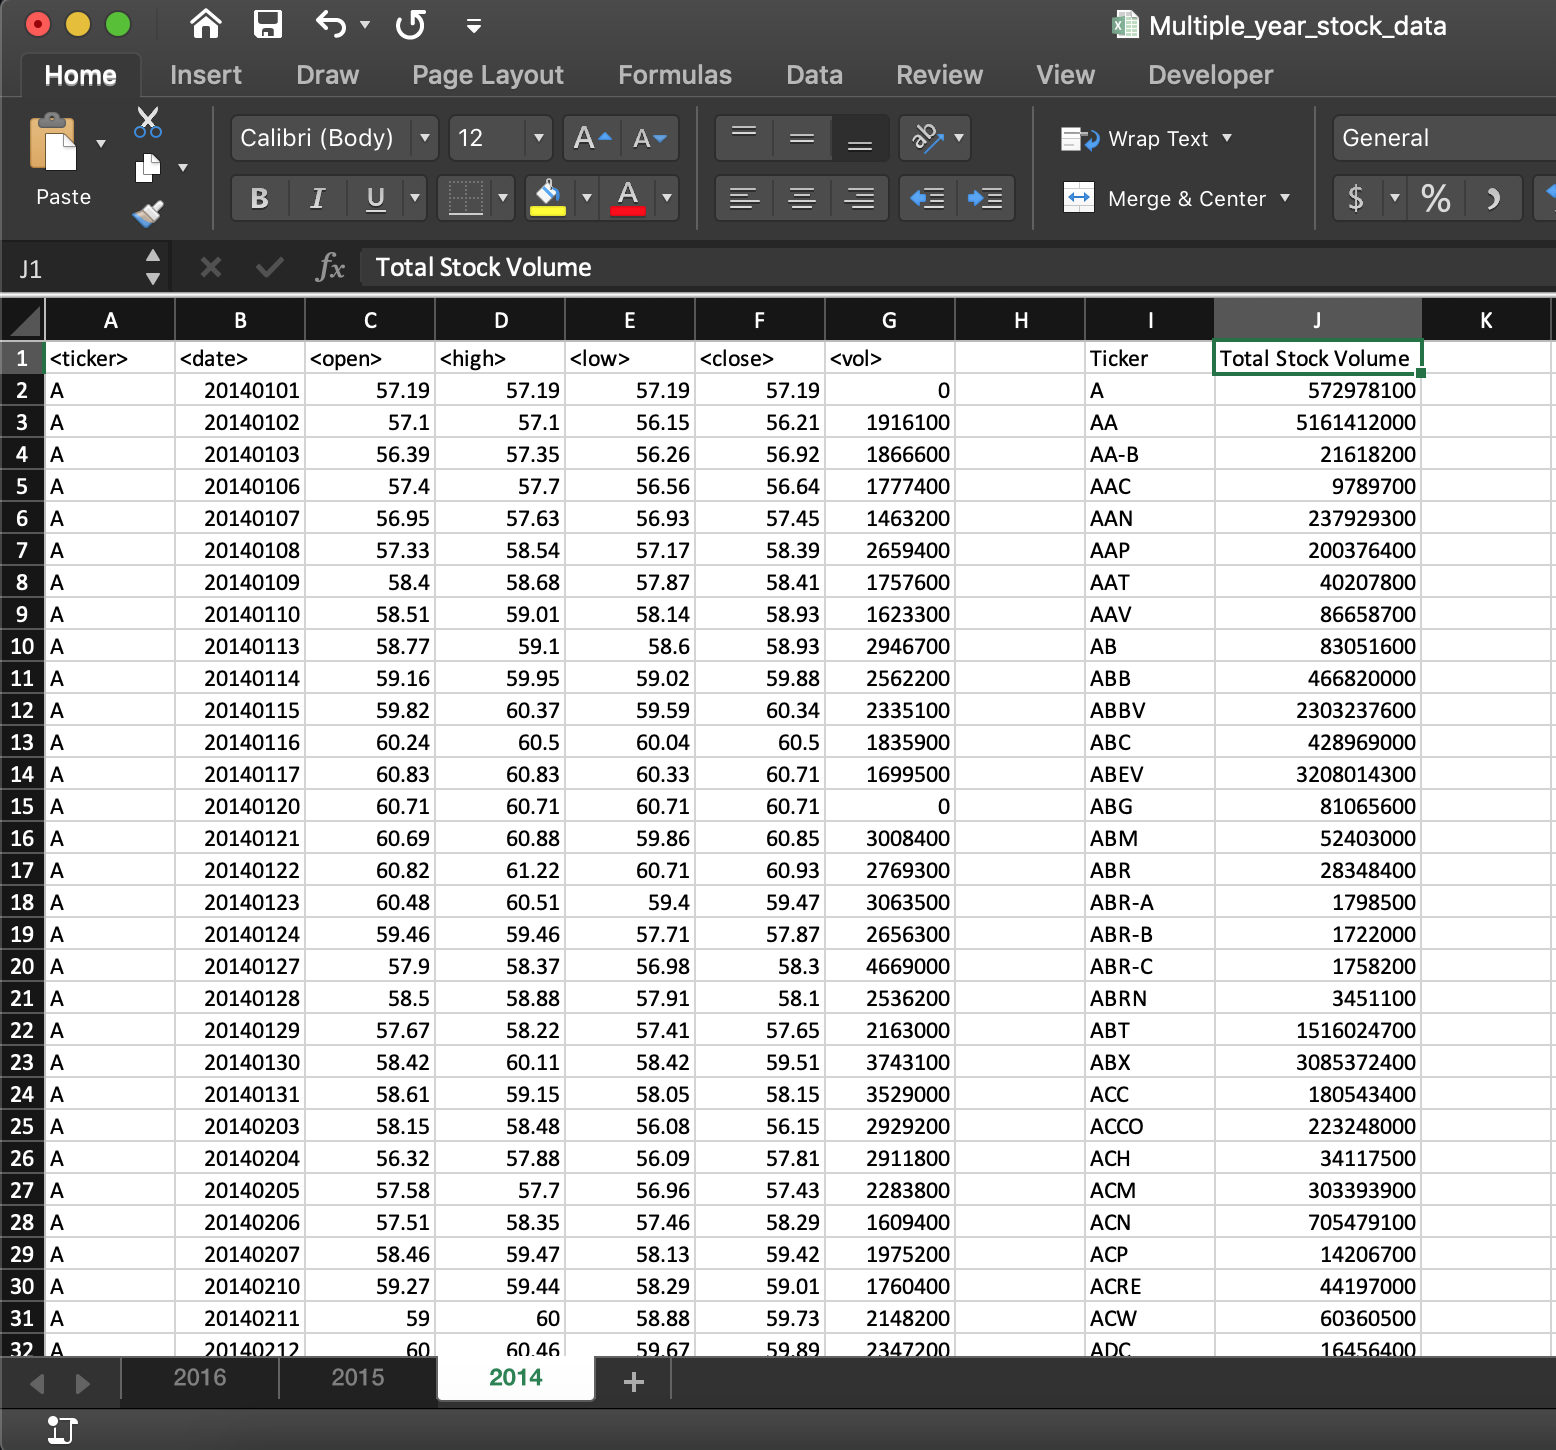 Multiple_year_stock_data
Home Insert Draw Page Layout Formulas Data Review View Developer
Calibri (Body) 12 A A ab Wrap Text General
Paste B I U A Merge & Center $ % )
J1 fx Total Stock Volume
A B C D E F G H I J K
1 <ticker> <date> <open> <high> <low> <close> <vol> Ticker Total Stock Volume
2 A 20140101 57.19 57.19 57.19 57.19 0 A 572978100
3 A 20140102 57.1 57.1 56.15 56.21 1916100 AA 5161412000
4 A 20140103 56.39 57.35 56.26 56.92 1866600 AA-B 21618200
5 A 20140106 57.4 57.7 56.56 56.64 1777400 AAC 9789700
6 A 20140107 56.95 57.63 56.93 57.45 1463200 AAN 237929300
7 A 20140108 57.33 58.54 57.17 58.39 2659400 AAP 200376400
8 A 20140109 58.4 58.68 57.87 58.41 1757600 AAT 40207800
9 A 20140110 58.51 59.01 58.14 58.93 1623300 AAV 86658700
10 A 20140113 58.77 59.1 58.6 58.93 2946700 AB 83051600
11 A 20140114 59.16 59.95 59.02 59.88 2562200 ABB 466820000
12 A 20140115 59.82 60.37 59.59 60.34 2335100 ABBV 2303237600
13 A 20140116 60.24 60.5 60.04 60.5 1835900 ABC 428969000
14 A 20140117 60.83 60.83 60.33 60.71 1699500 ABEV 3208014300
15 A 20140120 60.71 60.71 60.71 60.71 0 ABG 81065600
16 A 20140121 60.69 60.88 59.86 60.85 3008400 ABM 52403000
17 A 20140122 60.82 61.22 60.71 60.93 2769300 ABR 28348400
18 A 20140123 60.48 60.51 59.4 59.47 3063500 ABR-A 1798500
19 A 20140124 59.46 59.46 57.71 57.87 2656300 ABR-B 1722000
20 A 20140127 57.9 58.37 56.98 58.3 4669000 ABR-C 1758200
21 A 20140128 58.5 58.88 57.91 58.1 2536200 ABRN 3451100
22 A 20140129 57.67 58.22 57.41 57.65 2163000 ABT 1516024700
23 A 20140130 58.42 60.11 58.42 59.51 3743100 ABX 3085372400
24 A 20140131 58.61 59.15 58.05 58.15 3529000 ACC 180543400
25 A 20140203 58.15 58.48 56.08 56.15 2929200 ACCO 223248000
26 A 20140204 56.32 57.88 56.09 57.81 2911800 ACH 34117500
27 A 20140205 57.58 57.7 56.96 57.43 2283800 ACM 303393900
28 A 20140206 57.51 58.35 57.46 58.29 1609400 ACN 705479100
29 A 20140207 58.46 59.47 58.13 59.42 1975200 ACP 14206700
30 A 20140210 59.27 59.44 58.29 59.01 1760400 ACRE 44197000
31 A 20140211 59 60 58.88 59.73 2148200 ACW 60360500
32 A 20140212 60 60.46 59.67 59.89 2347200 ADC 16456400
2016 2015 2014 +